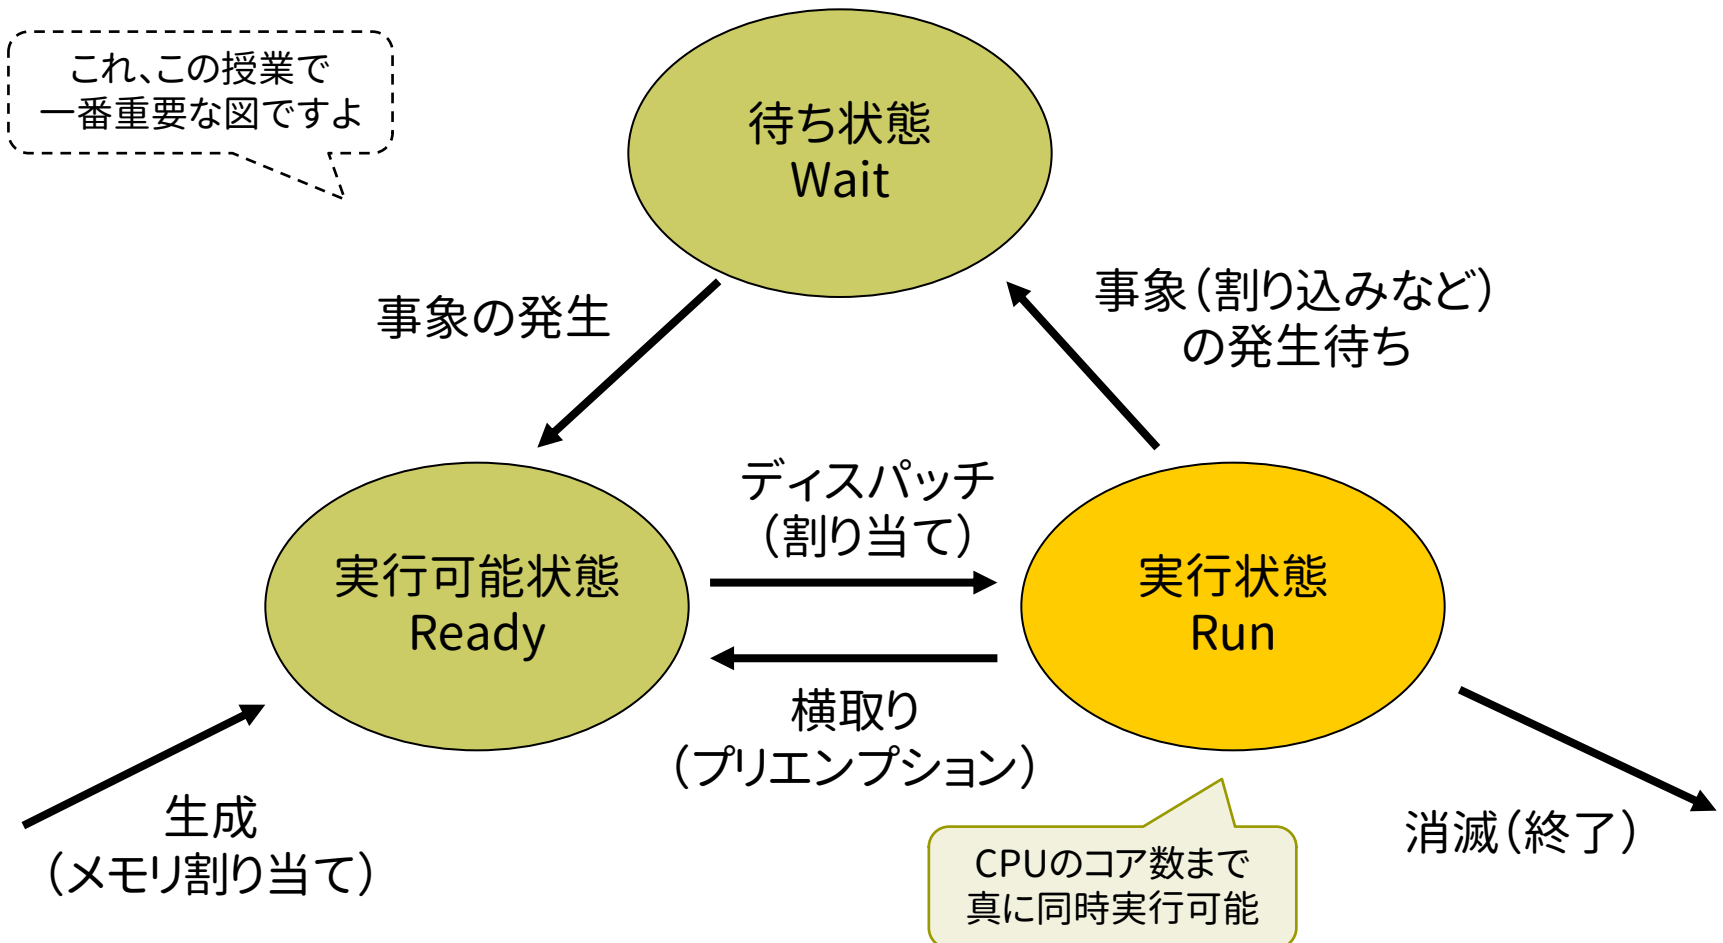 これ、この授業で
一番重要な図ですよ
待ち状態
Wait
事象の発生
事象（割り込みなど）
の発生待ち
ディスパッチ
（割り当て）
実行可能状態
Ready
実行状態
Run
横取り
（プリエンプション）
生成
（メモリ割り当て）
消滅（終了）
CPUのコア数まで
真に同時実行可能